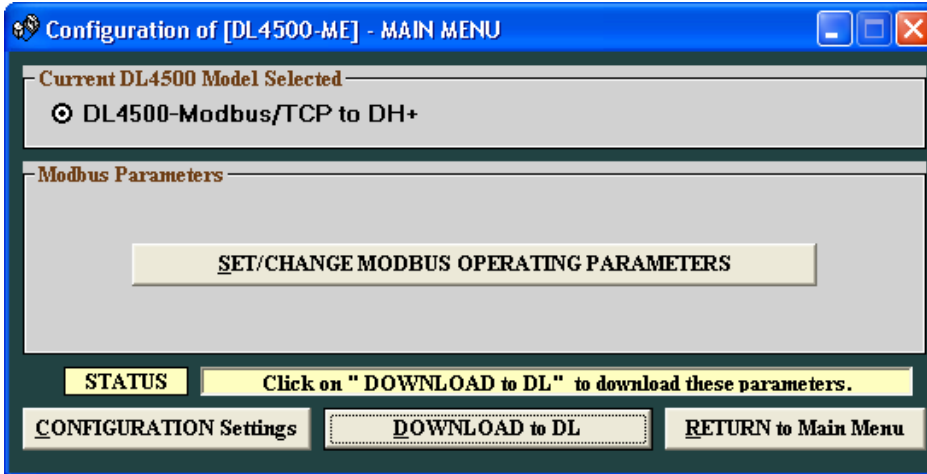 Configuration of [DL4500-ME] - MAIN MENU
Current DL4500 Model Selected
DL4500-Modbus/TCP to DH+
Modbus Parameters
SET/CHANGE MODBUS OPERATING PARAMETERS
STATUS Click on " DOWNLOAD to DL" to download these parameters.
CONFIGURATION Settings DOWNLOAD to DL RETURN to Main Menu